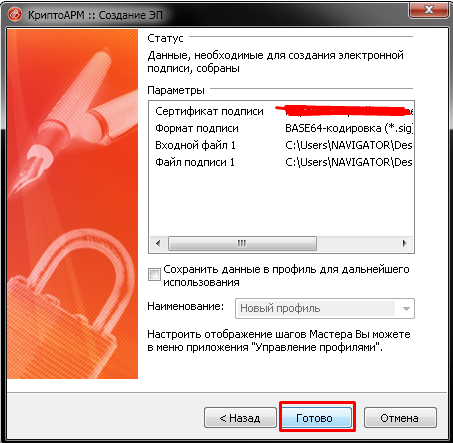 КриптоАРМ :: Создание ЭП
Статус
Данные, необходимые для создания электронной
подписи, собраны
Параметры
Сертификат подписи
Формат подписи BASE64-кодировка (*.sig)
Входной файл 1 C:\Users\NAVIGATOR\Des
Файл подписи 1 C:\Users\NAVIGATOR\Des
Сохранить данные в профиль для дальнейшего
использования
Наименование: Новый профиль
Настроить отображение шагов Мастера Вы можете
в меню приложения "Управление профилями".
< Назад Готово Отмена